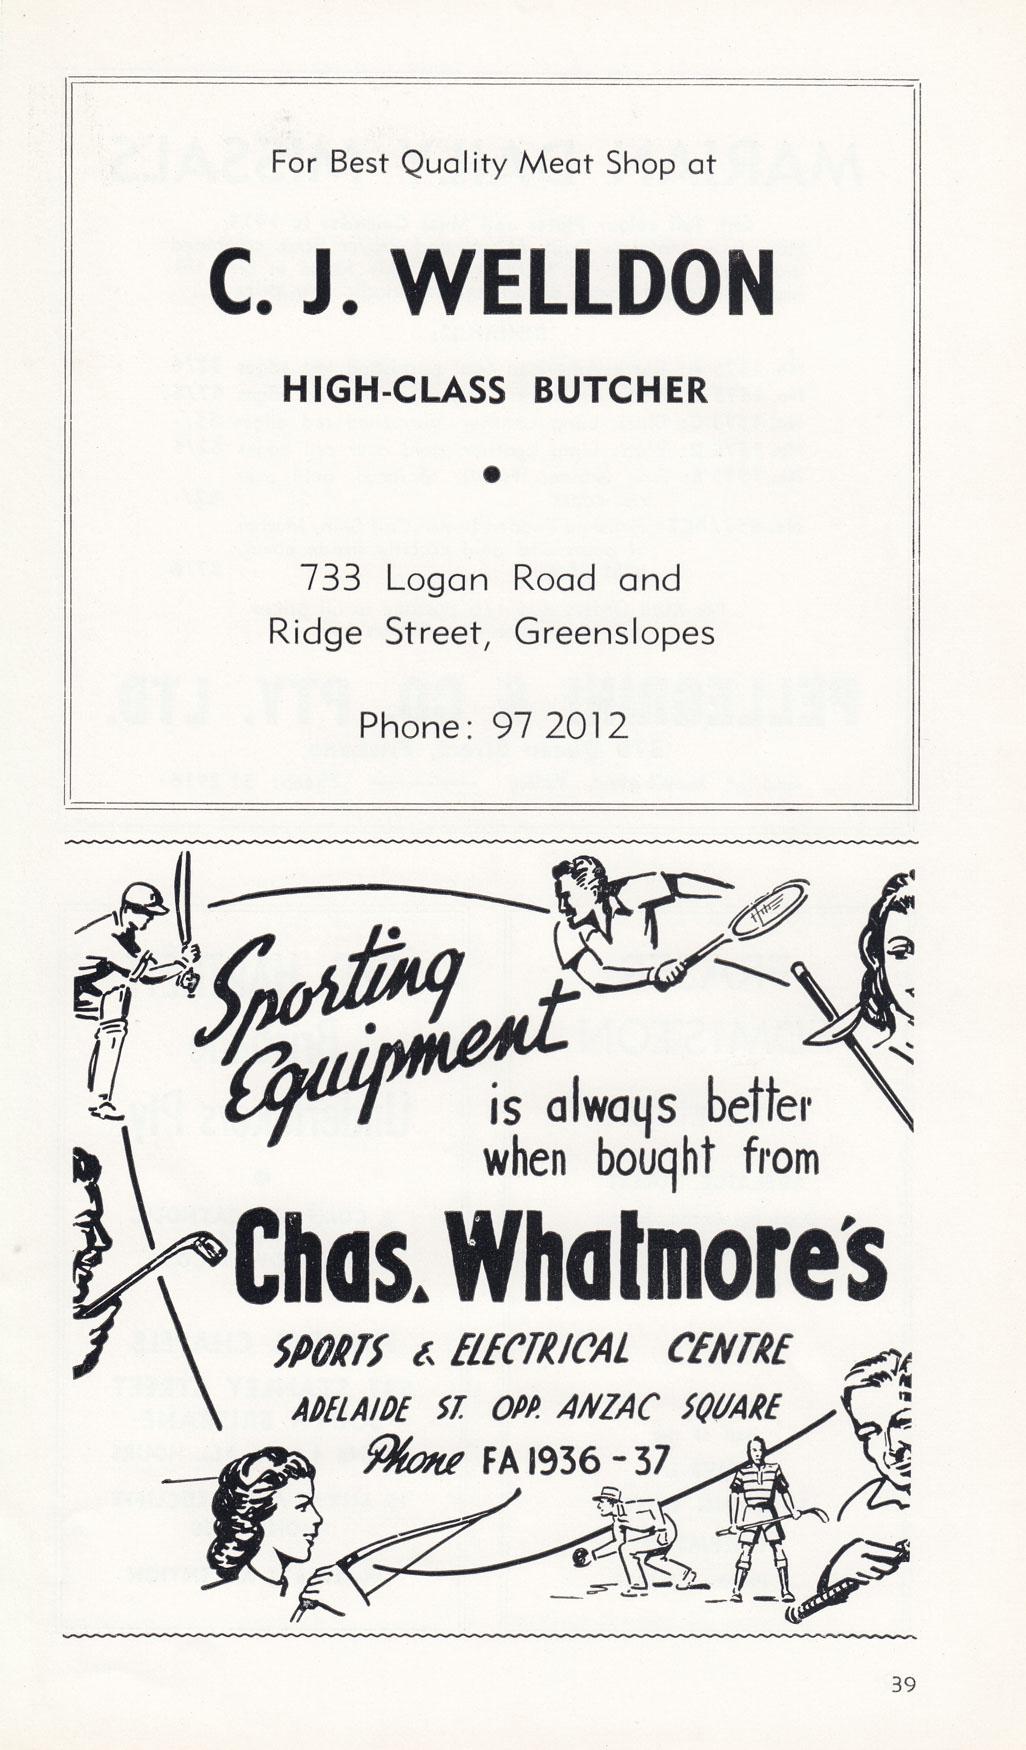 For Best Quality Meat Shop at
C. J. WELLDON
HIGH-CLASS BUTCHER
733 Logan Road and
Ridge Street, Greenslopes
Phone: 97 2012
Sporting
Equipment
is always better
when bought from
Chas. Whatmore's
SPORTS & ELECTRICAL CENTRE
ADELAIDE ST. OPP. ANZAC SQUARE
Phone FA 1936 - 37
39